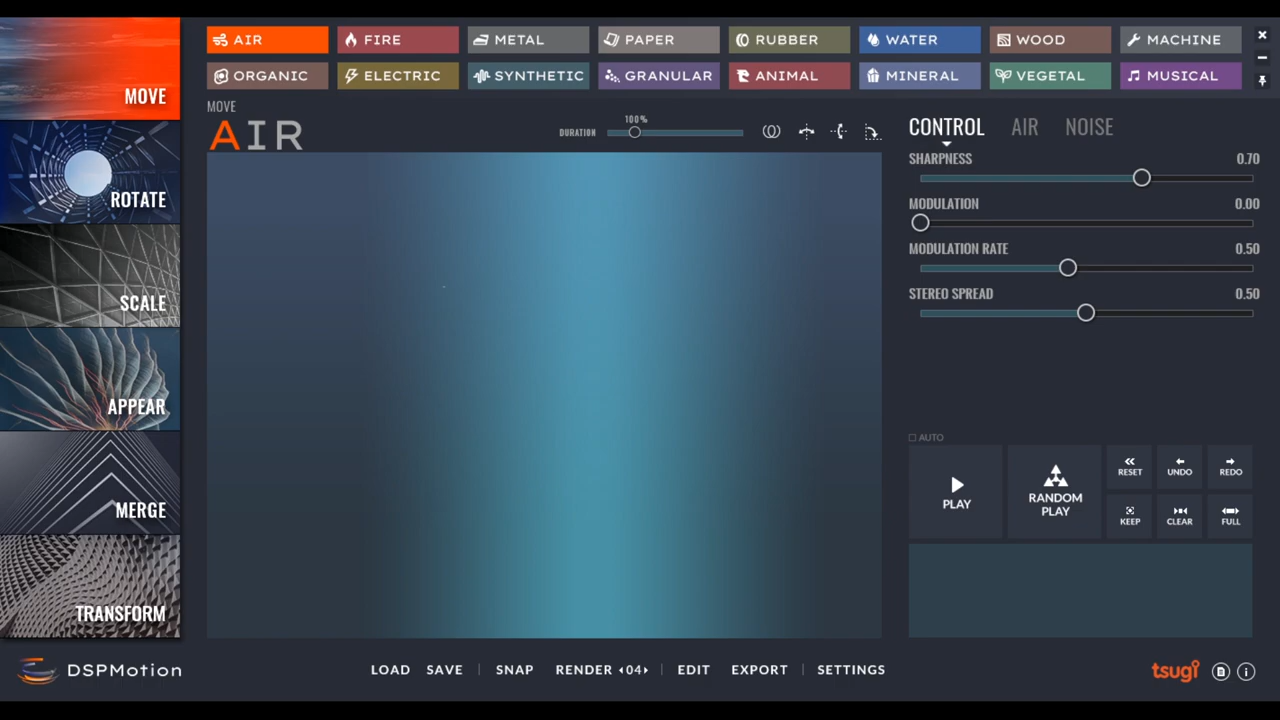 MOVE
ROTATE
SCALE
APPEAR
MERGE
TRANSFORM
DSPMotion
AIR
FIRE
METAL
PAPER
RUBBER
WATER
WOOD
MACHINE
ORGANIC
ELECTRIC
SYNTHETIC
GRANULAR
ANIMAL
MINERAL
VEGETAL
MUSICAL
MOVE
AIR
DURATION
100%
CONTROL AIR NOISE
SHARPNESS 0.70
MODULATION 0.00
MODULATION RATE 0.50
STEREO SPREAD 0.50
AUTO
PLAY
RANDOM
PLAY
RESET
UNDO
REDO
KEEP
CLEAR
FULL
LOAD SAVE SNAP RENDER 04 EDIT EXPORT SETTINGS
tsugi